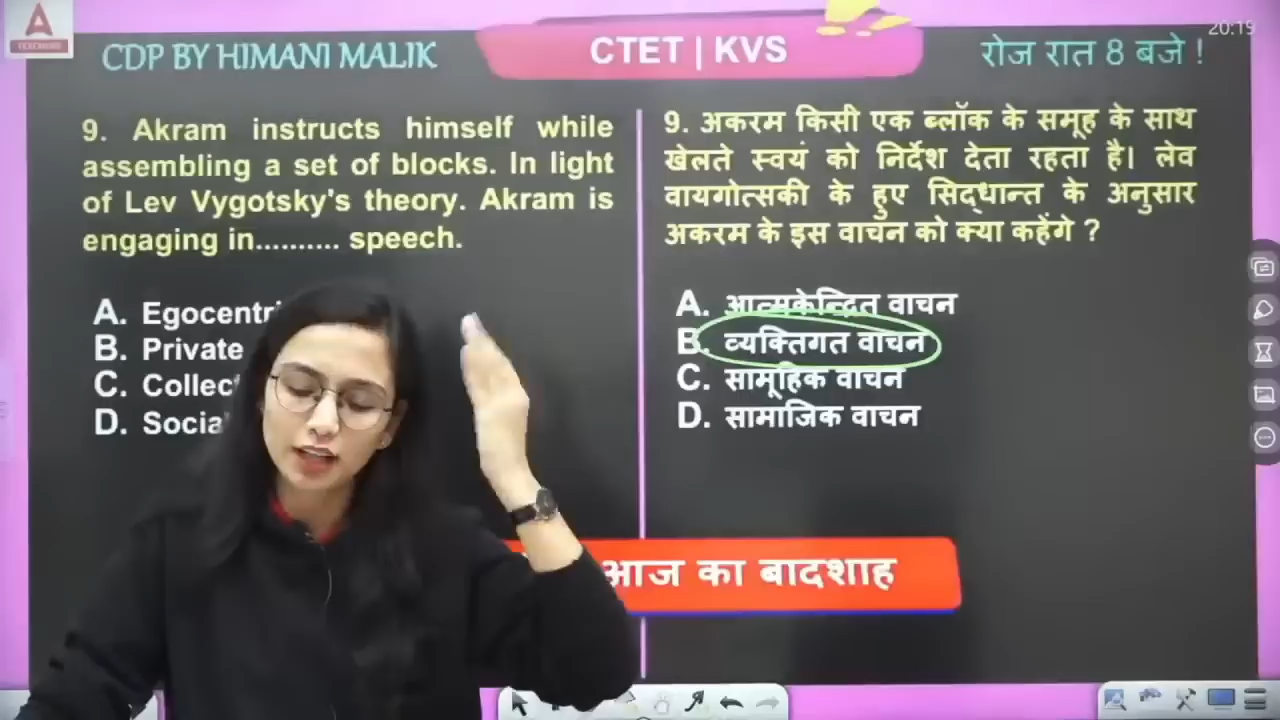 A
CDP BY HIMANI MALIK
CTET | KVS
रोज रात 8 बजे !
20:15
9. Akram instructs himself while
assembling a set of blocks. In light
of Lev Vygotsky's theory. Akram is
engaging in.......... speech.
A. Egocentri
B. Private
C. Collec
D. Socia
9. अकरम किसी एक ब्लॉक के समूह के साथ
खेलते स्वयं को निर्देश देता रहता है। लेव
वायगोत्सकी के हुए सिद्धान्त के अनुसार
अकरम के इस वाचन को क्या कहेंगे ?
A. आत्मकेन्द्रित वाचन
B. व्यक्तिगत वाचन
C. सामूहिक वाचन
D. सामाजिक वाचन
आज का बादशाह